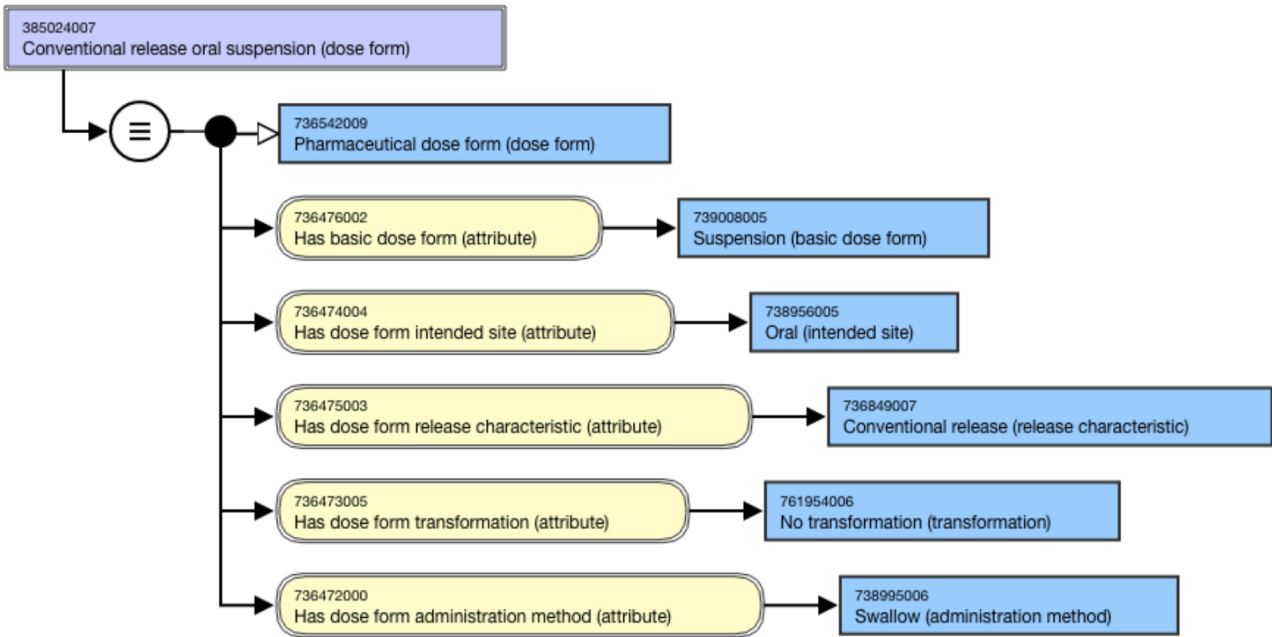 385024007
Conventional release oral suspension (dose form)
736542009
Pharmaceutical dose form (dose form)
736476002
Has basic dose form (attribute)
739008005
Suspension (basic dose form)
736474004
Has dose form intended site (attribute)
738956005
Oral (intended site)
736475003
Has dose form release characteristic (attribute)
736849007
Conventional release (release characteristic)
736473005
Has dose form transformation (attribute)
761954006
No transformation (transformation)
736472000
Has dose form administration method (attribute)
738995006
Swallow (administration method)